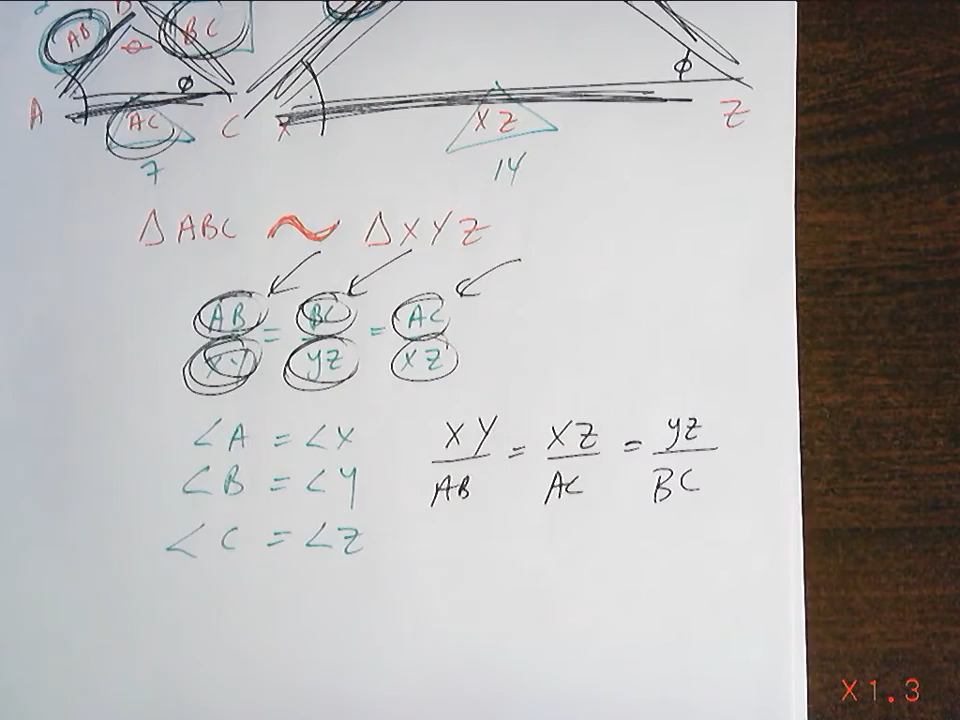 AB B BC
θ φ φ
A AC C X XZ Z
7 14
Δ ABC ~ Δ XYZ
AB/XY = BC/YZ = AC/XZ
∠A = ∠X
∠B = ∠Y
∠C = ∠Z
XY/AB = XZ/AC = YZ/BC
X1.3